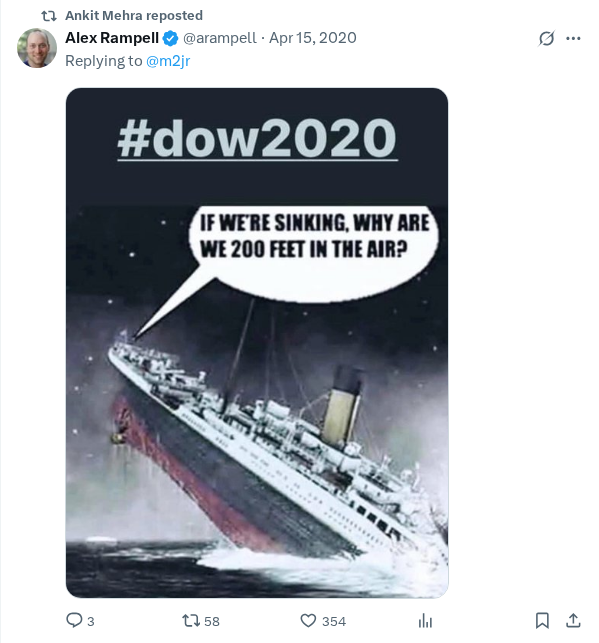 Ankit Mehra reposted
Alex Rampell @arampell · Apr 15, 2020
Replying to @m2jr
#dow2020
IF WE'RE SINKING, WHY ARE
WE 200 FEET IN THE AIR?
3 58 354